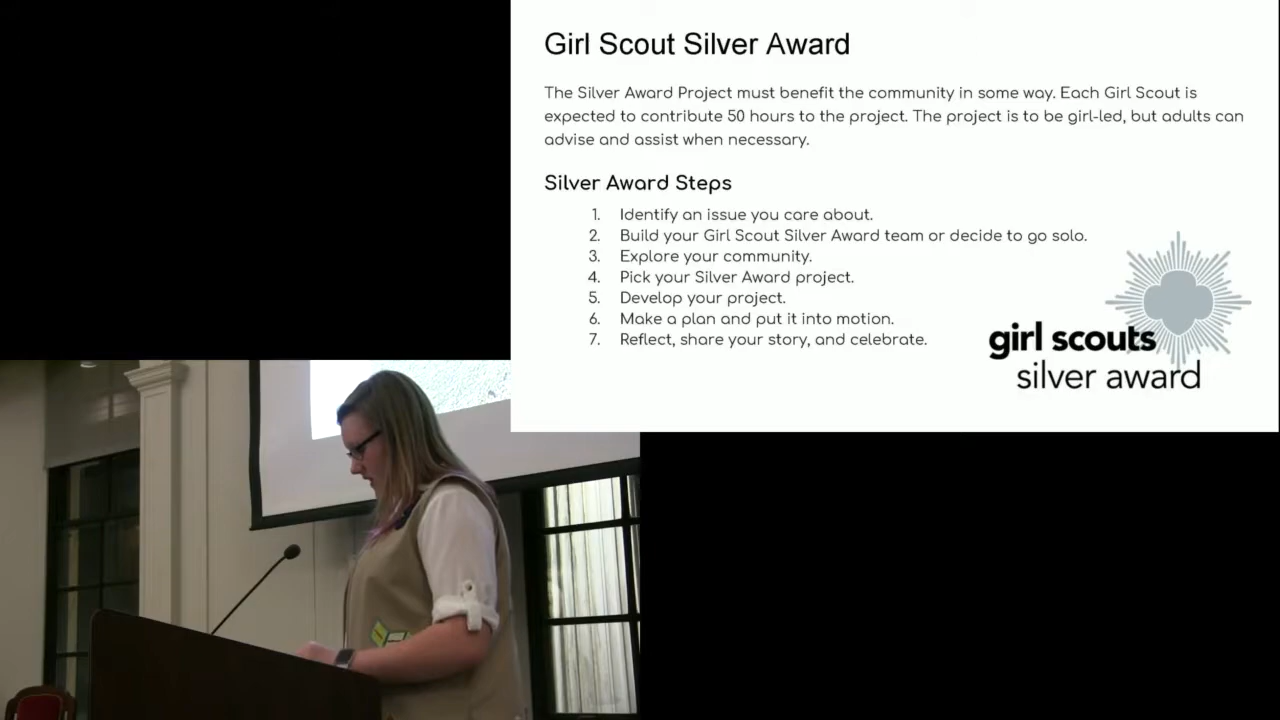 Girl Scout Silver Award
The Silver Award Project must benefit the community in some way. Each Girl Scout is
expected to contribute 50 hours to the project. The project is to be girl-led, but adults can
advise and assist when necessary.
Silver Award Steps
1. Identify an issue you care about.
2. Build your Girl Scout Silver Award team or decide to go solo.
3. Explore your community.
4. Pick your Silver Award project.
5. Develop your project.
6. Make a plan and put it into motion.
7. Reflect, share your story, and celebrate.
girl scouts
silver award